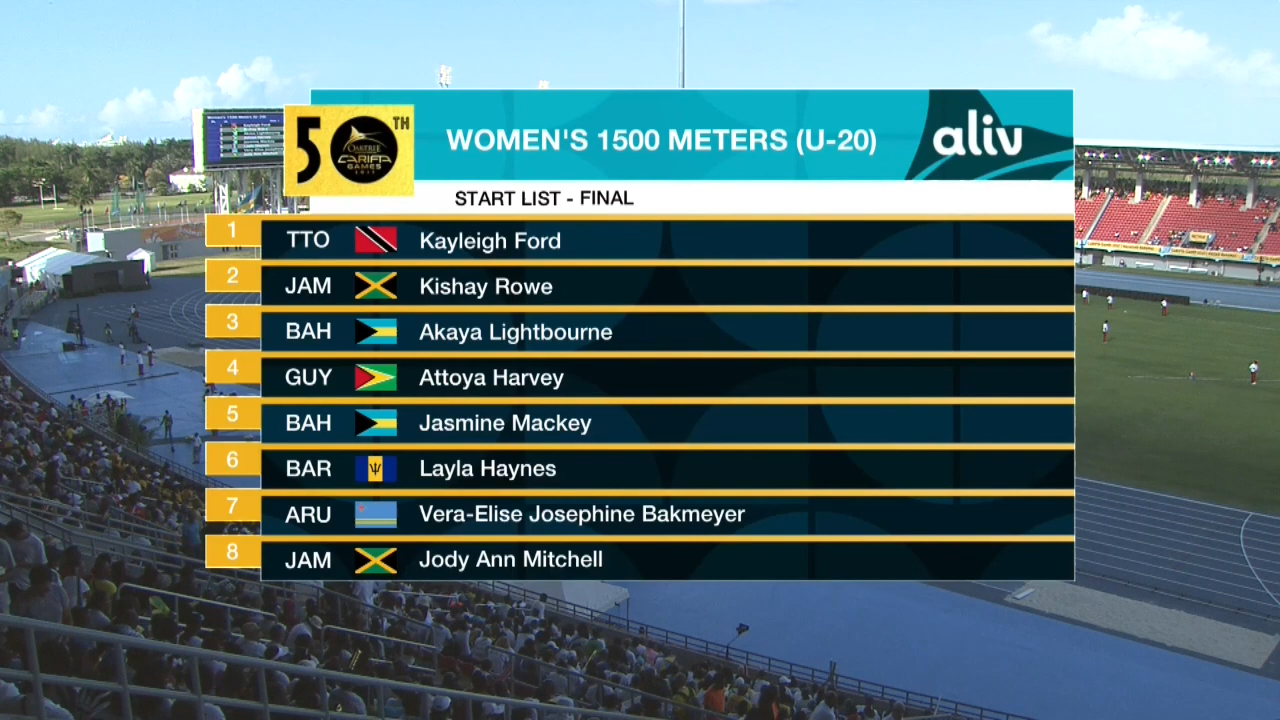 50TH
OAKTREE
CARIFTA
GAMES
WOMEN'S 1500 METERS (U-20)
aliv
START LIST - FINAL
1 TTO Kayleigh Ford
2 JAM Kishay Rowe
3 BAH Akaya Lightbourne
4 GUY Attoya Harvey
5 BAH Jasmine Mackey
6 BAR Layla Haynes
7 ARU Vera-Elise Josephine Bakmeyer
8 JAM Jody Ann Mitchell